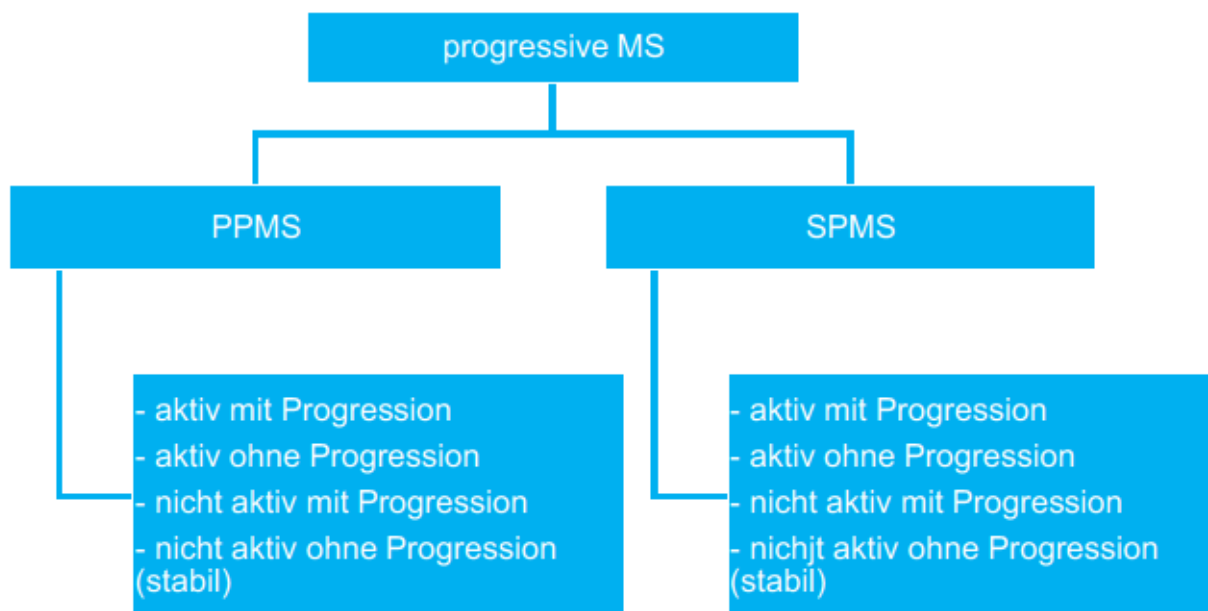 progressive MS
PPMS
SPMS
- aktiv mit Progression
- aktiv ohne Progression
- nicht aktiv mit Progression
- nicht aktiv ohne Progression
(stabil)
- aktiv mit Progression
- aktiv ohne Progression
- nicht aktiv mit Progression
- nichjt aktiv ohne Progression
(stabil)